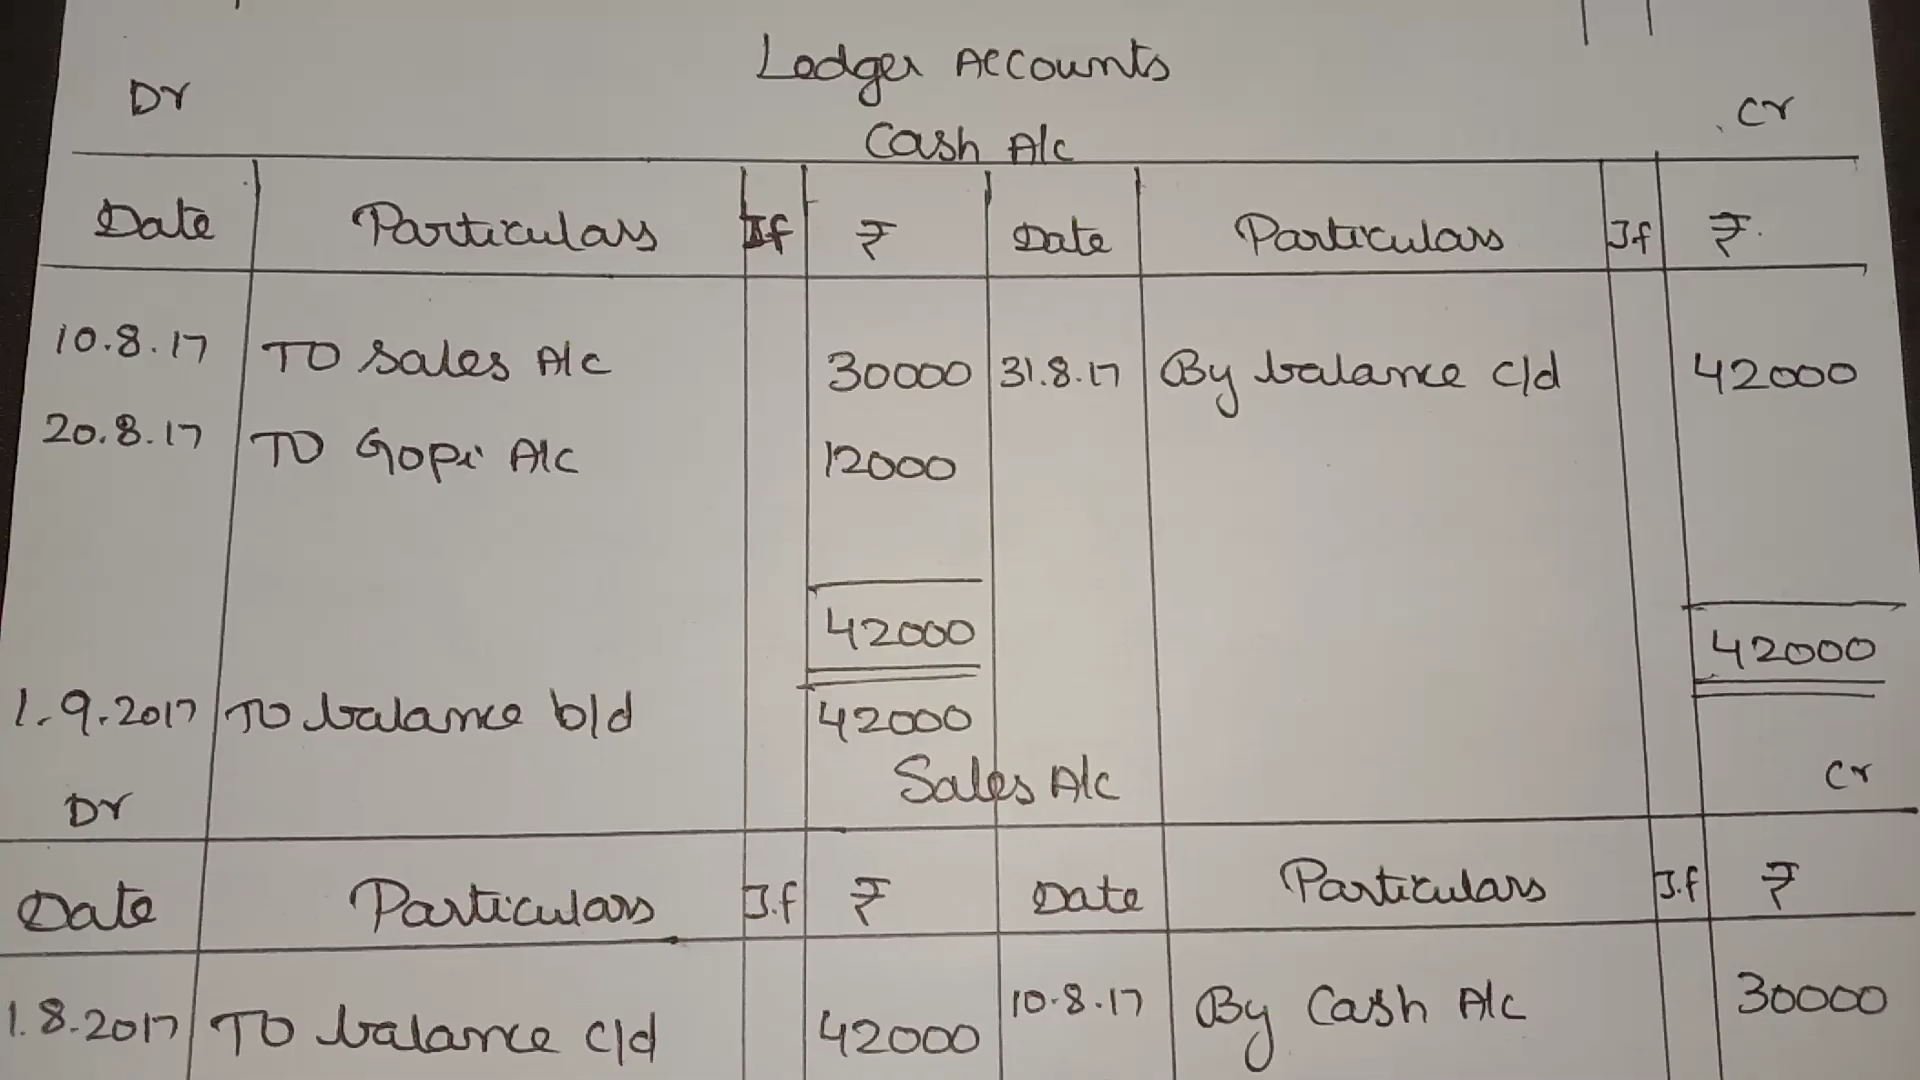 Ledger Accounts
Dr Cr
Cash A/c
Date Particulars J.f ₹ Date Particulars J.f ₹
10.8.17 To Sales A/c 30000 31.8.17 By balance c/d 42000
20.8.17 To Gopi A/c 12000
42000 42000
1.9.2017 To balance b/d 42000
Sales A/c
Dr Cr
Date Particulars J.f ₹ Date Particulars J.f ₹
1.8.2017 To balance c/d 42000 10.8.17 By Cash A/c 30000